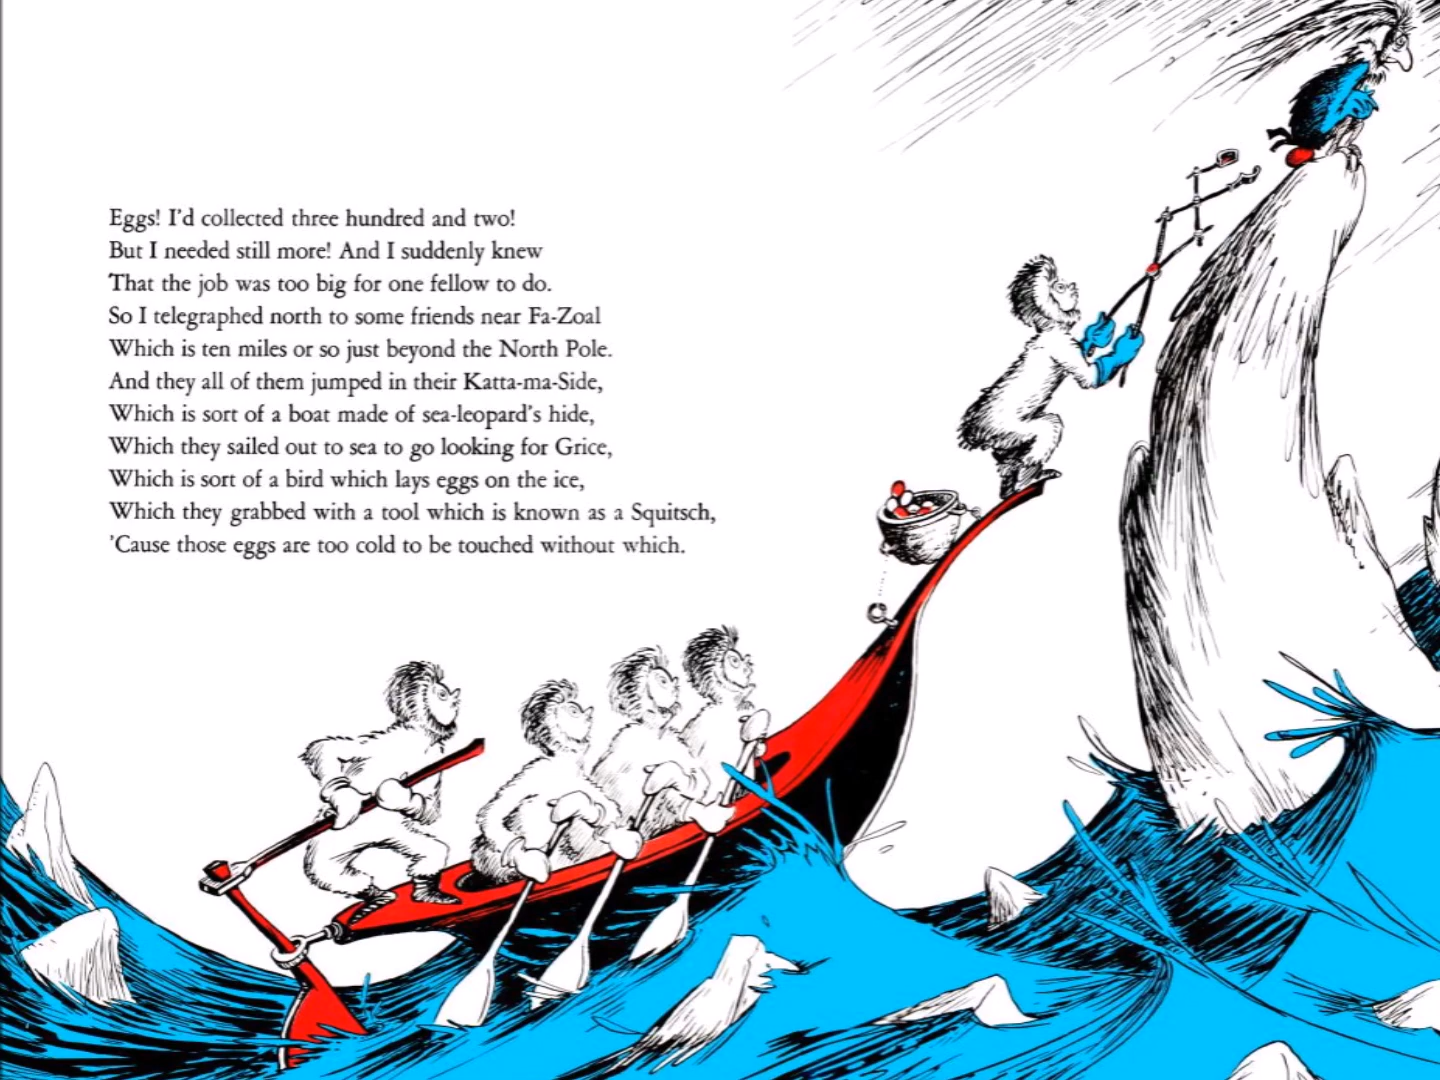 Eggs! I'd collected three hundred and two!
But I needed still more! And I suddenly knew
That the job was too big for one fellow to do.
So I telegraphed north to some friends near Fa-Zoal
Which is ten miles or so just beyond the North Pole.
And they all of them jumped in their Katta-ma-Side,
Which is sort of a boat made of sea-leopard's hide,
Which they sailed out to sea to go looking for Grice,
Which is sort of a bird which lays eggs on the ice,
Which they grabbed with a tool which is known as a Squitsch,
'Cause those eggs are too cold to be touched without which.